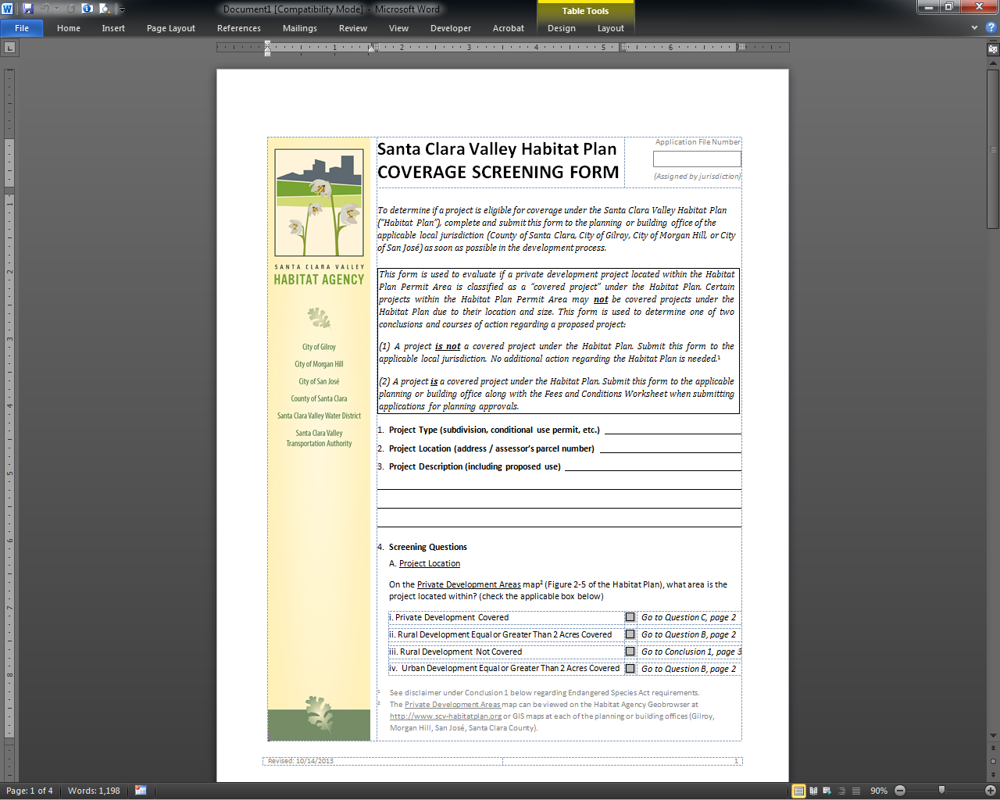 Document1 [Compatibility Mode] - Microsoft Word
Table Tools
File Home Insert Page Layout References Mailings Review View Developer Acrobat Design Layout
1 2 3 4 5 6
Santa Clara Valley Habitat Plan
COVERAGE SCREENING FORM
Application File Number
(Assigned by jurisdiction)
SANTA CLARA VALLEY
HABITAT AGENCY
City of Gilroy
City of Morgan Hill
City of San José
County of Santa Clara
Santa Clara Valley Water District
Santa Clara Valley
Transportation Authority
To determine if a project is eligible for coverage under the Santa Clara Valley Habitat Plan
("Habitat Plan"), complete and submit this form to the planning or building office of the
applicable local jurisdiction (County of Santa Clara, City of Gilroy, City of Morgan Hill, or City
of San José) as soon as possible in the development process.
This form is used to evaluate if a private development project located within the Habitat
Plan Permit Area is classified as a "covered project" under the Habitat Plan. Certain
projects within the Habitat Plan Permit Area may not be covered projects under the
Habitat Plan due to their location and size. This form is used to determine one of two
conclusions and courses of action regarding a proposed project:
(1) A project is not a covered project under the Habitat Plan. Submit this form to the
applicable local jurisdiction. No additional action regarding the Habitat Plan is needed.¹
(2) A project is a covered project under the Habitat Plan. Submit this form to the applicable
planning or building office along with the Fees and Conditions Worksheet when submitting
applications for planning approvals.
1. Project Type (subdivision, conditional use permit, etc.)
2. Project Location (address / assessor's parcel number)
3. Project Description (including proposed use)
4. Screening Questions
A. Project Location
On the Private Development Areas map² (Figure 2-5 of the Habitat Plan), what area is the
project located within? (check the applicable box below)
i. Private Development Covered Go to Question C, page 2
ii. Rural Development Equal or Greater Than 2 Acres Covered Go to Question B, page 2
iii. Rural Development Not Covered Go to Conclusion 1, page 3
iv. Urban Development Equal or Greater Than 2 Acres Covered Go to Question B, page 2
¹ See disclaimer under Conclusion 1 below regarding Endangered Species Act requirements.
² The Private Development Areas map can be viewed on the Habitat Agency Geobrowser at
http://www.scv-habitatplan.org or GIS maps at each of the planning or building offices (Gilroy,
Morgan Hill, San José, Santa Clara County).
Revised: 10/14/2013 1
Page: 1 of 4 Words: 1,198 90%